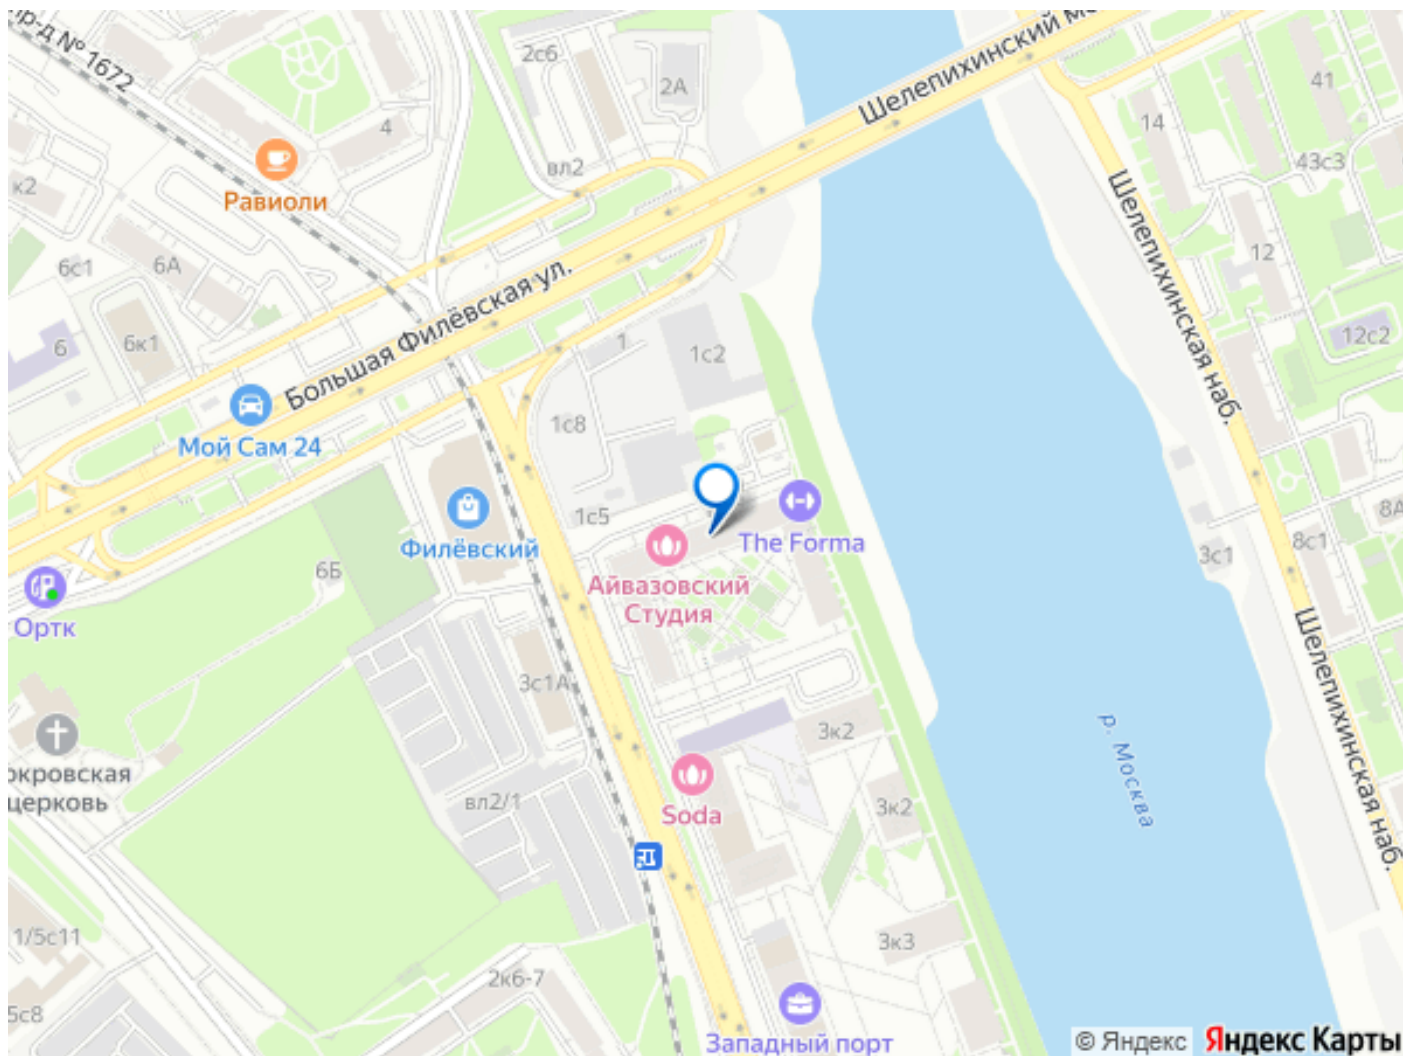 пр-д № 1672
2с6
2А
Шелепихинский мо
41
14
43с3
4
вл2
к2
Равиоли
Шелепихинская наб.
6с1
6А
12
Большая Филёвская ул.
6
6к1
1
1с2
12с2
1с8
Мой Сам 24
1с5
Филёвский
The Forma
8А
8с1
3с1
6Б
Айвазовский
Студия
Ортк
Шелепихинская наб.
3с1А
3к2
р. Москва
окровская
церковь
вл2/1
Soda
3к2
1/5с11
3к3
2к6-7
5с8
Западный порт
© Яндекс
Яндекс Карты